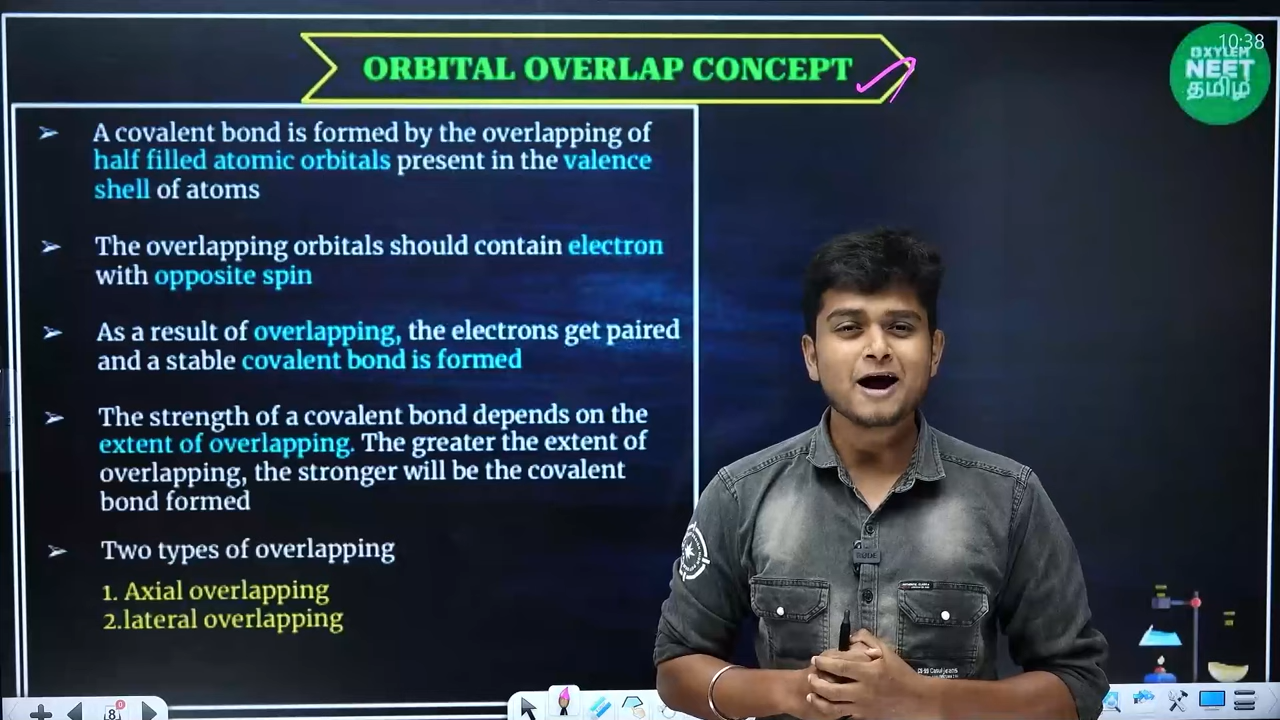 ORBITAL OVERLAP CONCEPT
10:38
XYLEM
NEET
தமிழ்
➢ A covalent bond is formed by the overlapping of
half filled atomic orbitals present in the valence
shell of atoms
➢ The overlapping orbitals should contain electron
with opposite spin
➢ As a result of overlapping, the electrons get paired
and a stable covalent bond is formed
➢ The strength of a covalent bond depends on the
extent of overlapping. The greater the extent of
overlapping, the stronger will be the covalent
bond formed
➢ Two types of overlapping
1. Axial overlapping
2.lateral overlapping
8